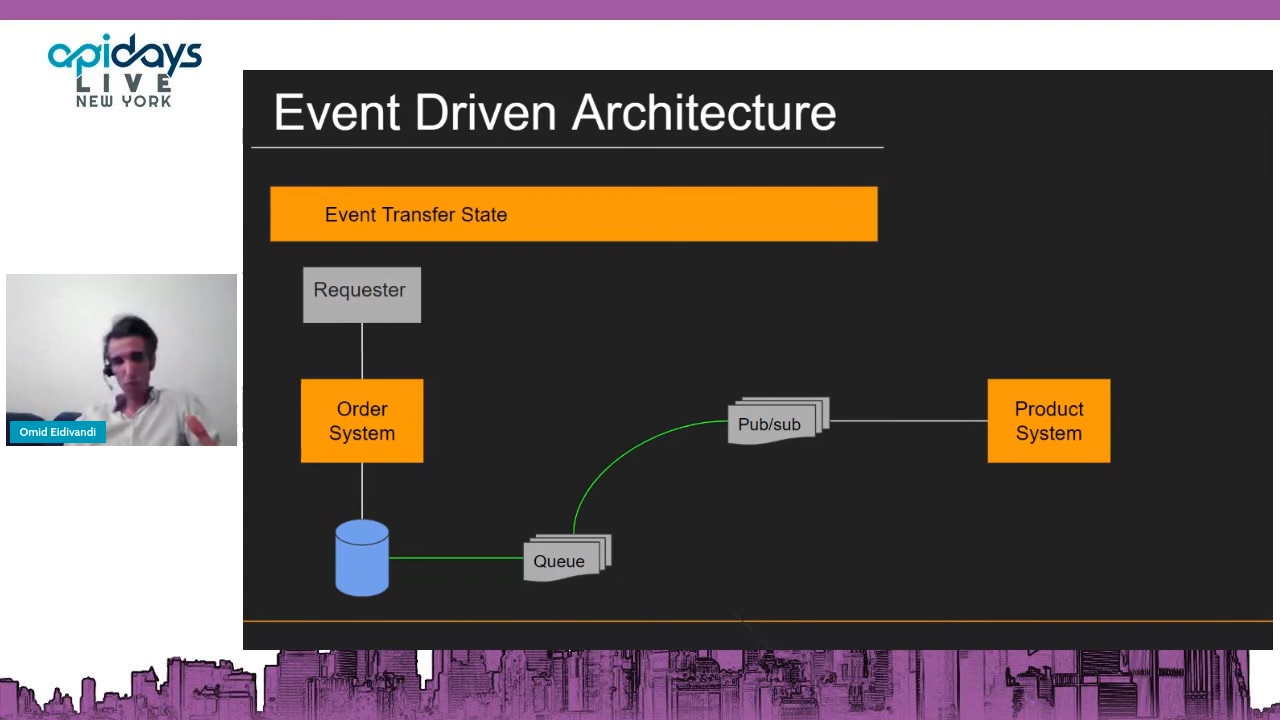 apidays
LIVE
NEW YORK
Event Driven Architecture
Event Transfer State
Requester
Order
System
Pub/sub
Product
System
Omid Eidivandi
Queue